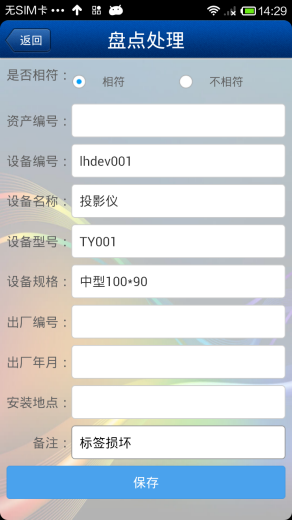 无SIM卡 ••• 14:29
返回 盘点处理
是否相符： 相符 不相符
资产编号：
设备编号： lhdev001
设备名称： 投影仪
设备型号： TY001
设备规格： 中型100*90
出厂编号：
出厂年月：
安装地点：
备注： 标签损坏
保存